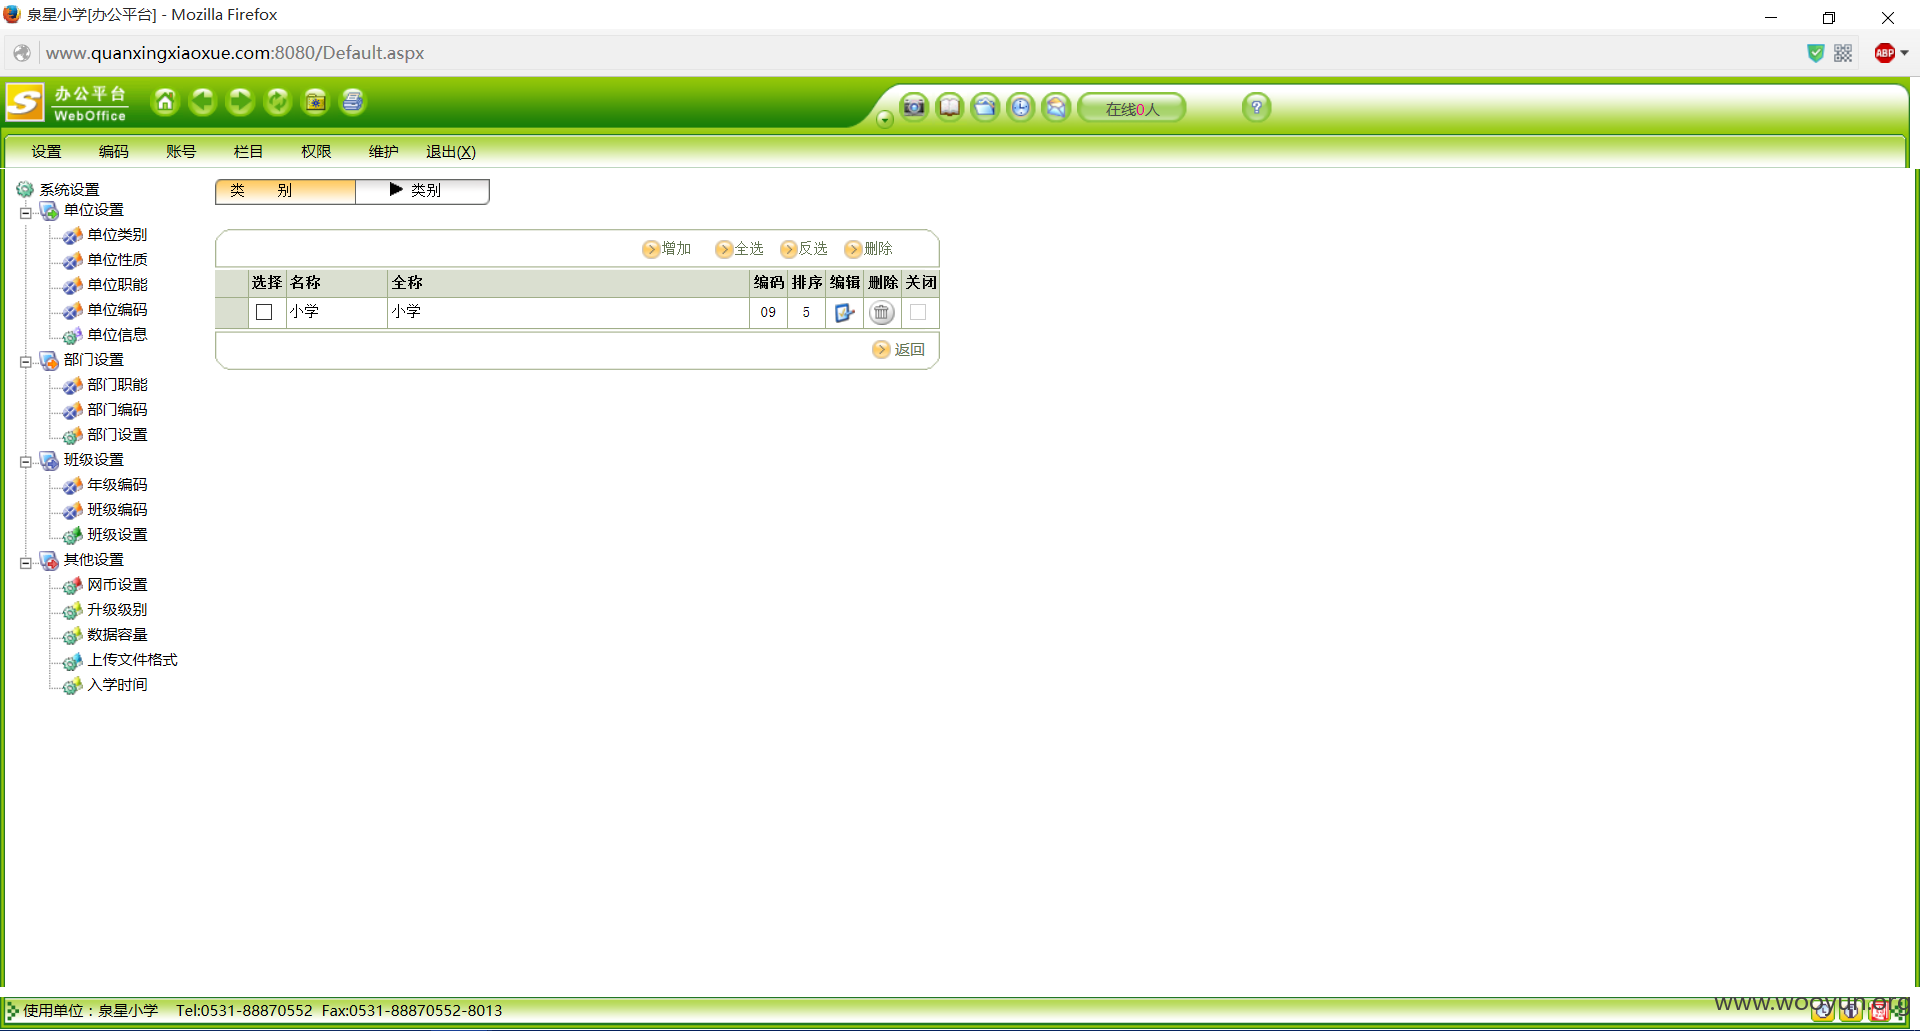 泉星小学[办公平台] - Mozilla Firefox
www.quanxingxiaoxue.com:8080/Default.aspx
ABP
S 办公平台
WebOffice
在线0人
?
设置 编码 账号 栏目 权限 维护 退出(X)
系统设置
单位设置
单位类别
单位性质
单位职能
单位编码
单位信息
部门设置
部门职能
部门编码
部门设置
班级设置
年级编码
班级编码
班级设置
其他设置
网币设置
升级级别
数据容量
上传文件格式
入学时间
类 别 ▶ 类别
增加 全选 反选 删除
选择 名称 全称 编码 排序 编辑 删除 关闭
小学 小学 09 5
返回
使用单位：泉星小学 Tel:0531-88870552 Fax:0531-88870552-8013
www.wooyun.org